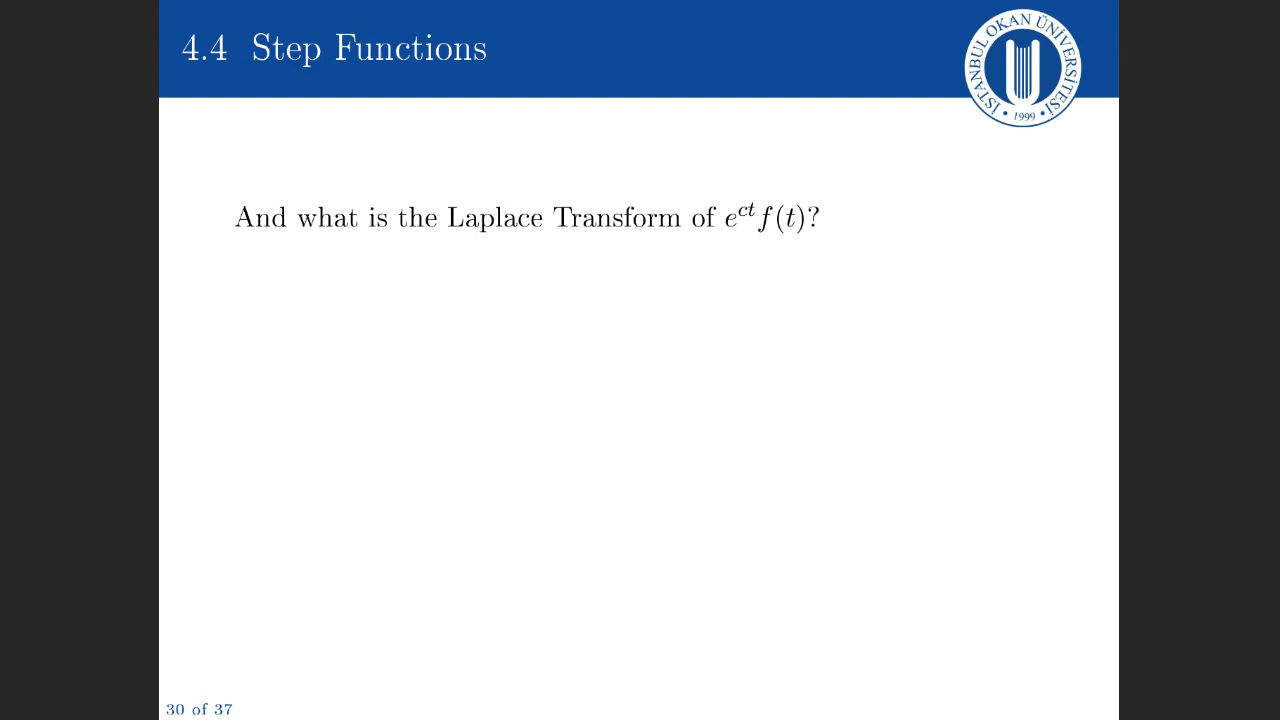 4.4 Step Functions
İSTANBUL OKAN ÜNİVERSİTESİ
• 1999 •
And what is the Laplace Transform of $e^{ct}f(t)$?
30 of 37